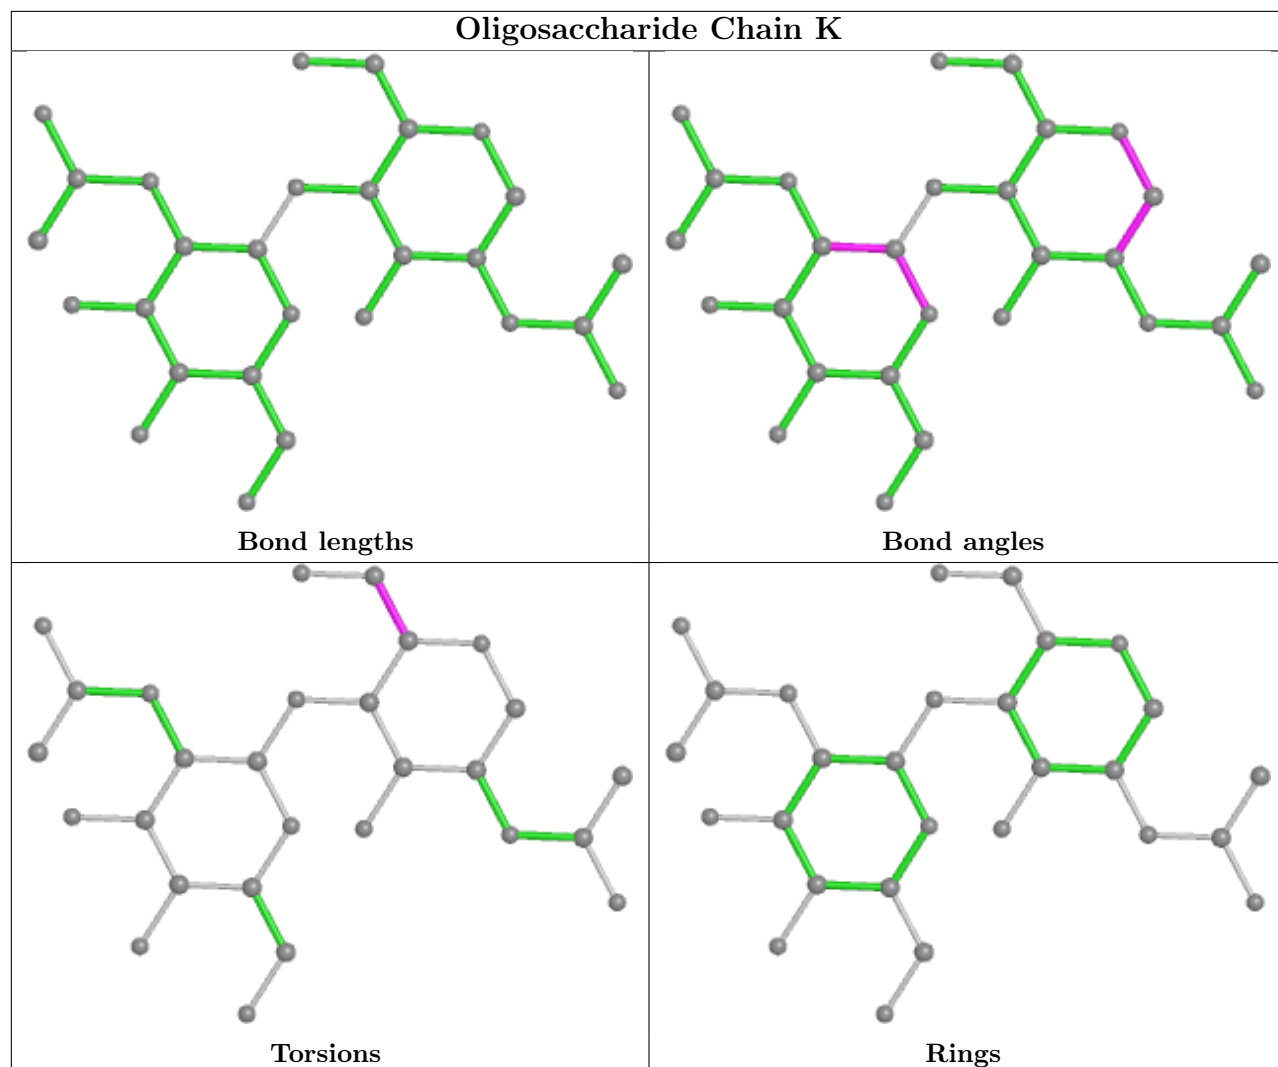 Oligosaccharide Chain K
Bond lengths
Bond angles
Torsions
Rings